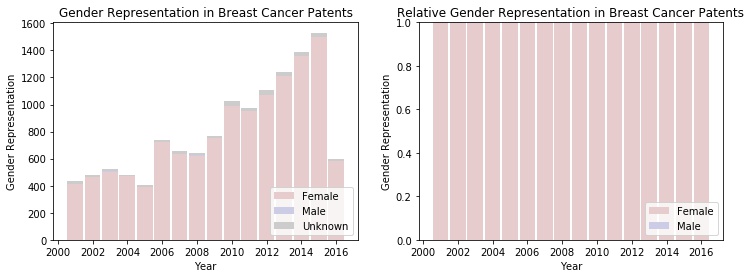 Gender Representation in Breast Cancer Patents
Gender Representation
1600
1400
1200
1000
800
600
400
200
0
2000 2002 2004 2006 2008 2010 2012 2014 2016
Year
Female
Male
Unknown
Relative Gender Representation in Breast Cancer Patents
Gender Representation
1.0
0.8
0.6
0.4
0.2
0.0
2000 2002 2004 2006 2008 2010 2012 2014 2016
Year
Female
Male